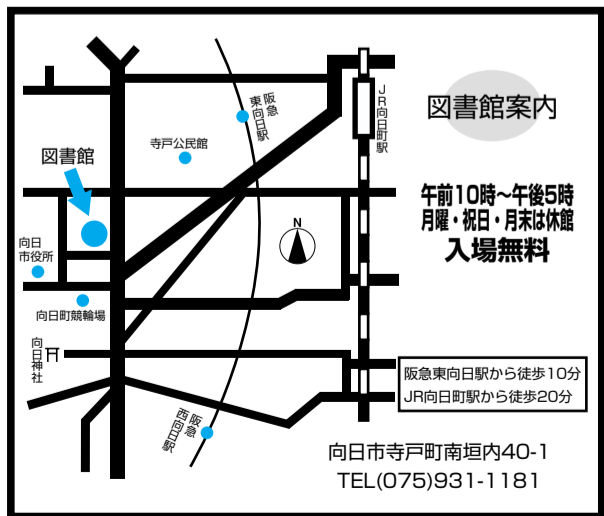 図書館案内
午前10時～午後5時
月曜・祝日・月末は休館
入場無料
阪急
東向日駅
JR向日町駅
寺戸公民館
図書館
N
向日
市役所
向日町競輪場
向日神社
阪急
西向日駅
阪急東向日駅から徒歩10分
JR向日町駅から徒歩20分
向日市寺戸町南垣内40-1
TEL(075)931-1181